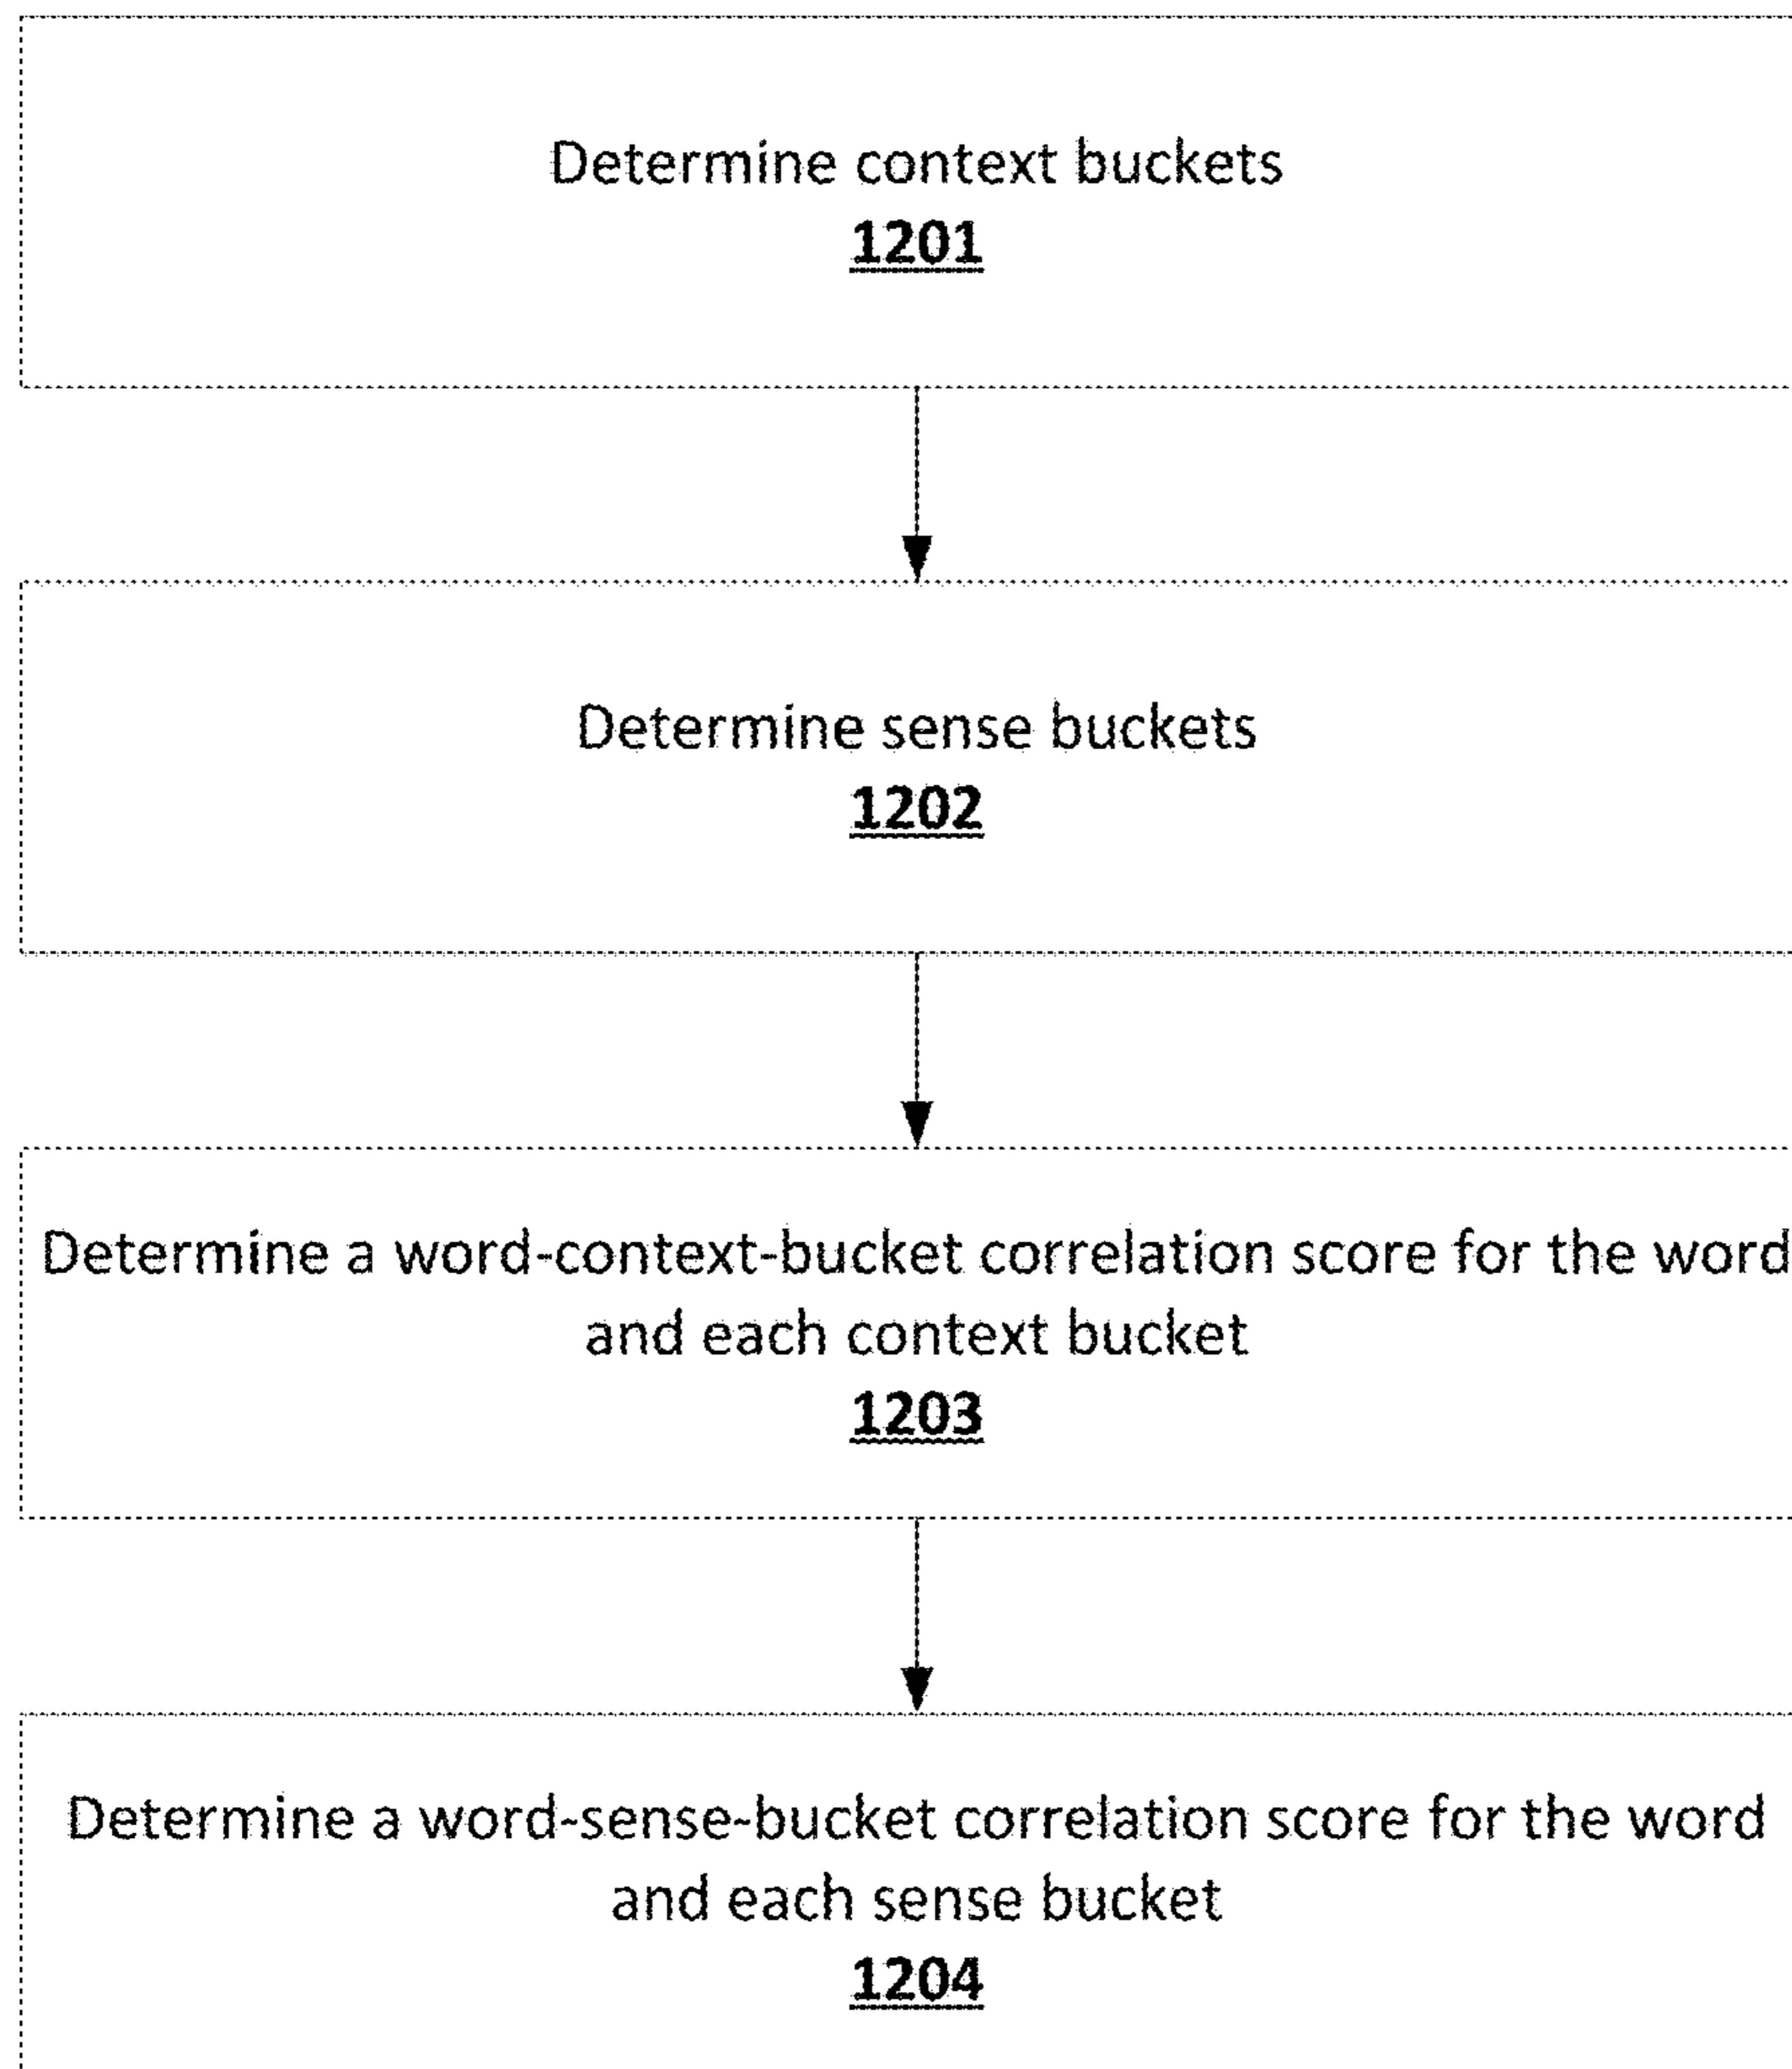 Determine context buckets
1201
Determine sense buckets
1202
Determine a word-context-bucket correlation score for the word
and each context bucket
1203
Determine a word-sense-bucket correlation score for the word
and each sense bucket
1204